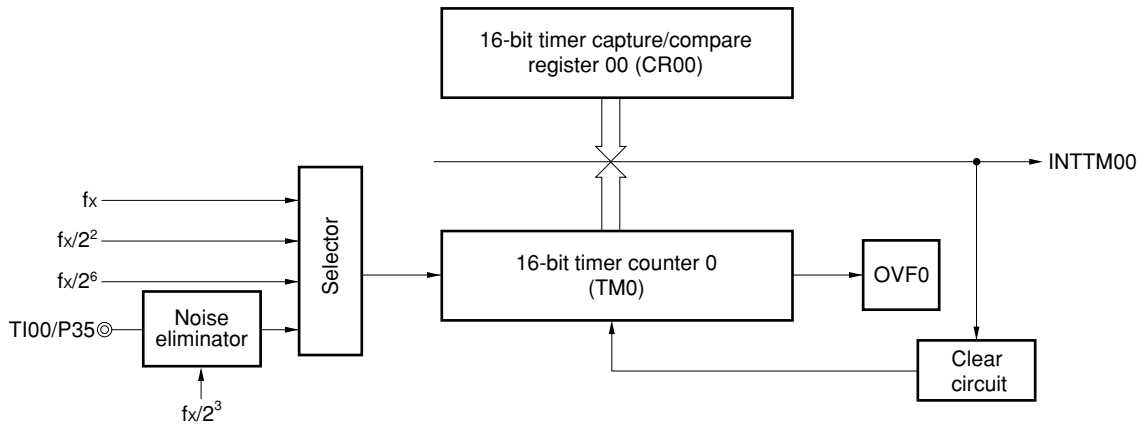 16-bit timer capture/compare
register 00 (CR00)
INTTM00
fx
fx/2²
fx/2⁶
TI00/P35
Noise
eliminator
fx/2³
Selector
16-bit timer counter 0
(TM0)
OVF0
Clear
circuit